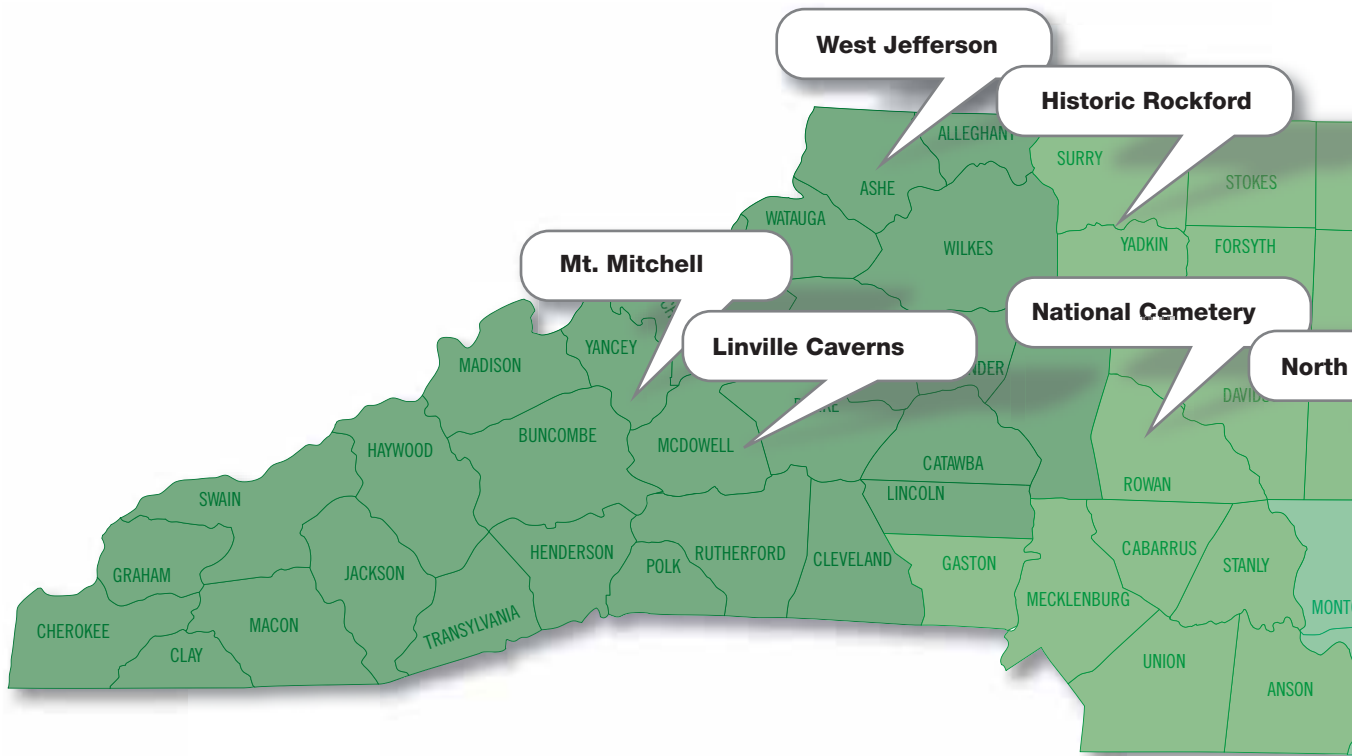 West Jefferson
Historic Rockford
ALLEGHANY
SURRY
STOKES
ASHE
WATAUGA
WILKES
YADKIN
FORSYTH
Mt. Mitchell
National Cemetery
Linville Caverns
North
YANCEY
MADISON
BUNCOMBE
HAYWOOD
MCDOWELL
CATAWBA
LINCOLN
ROWAN
SWAIN
GRAHAM
JACKSON
HENDERSON
POLK
RUTHERFORD
CLEVELAND
GASTON
CABARRUS
STANLY
MECKLENBURG
CHEROKEE
MACON
CLAY
TRANSYLVANIA
UNION
ANSON